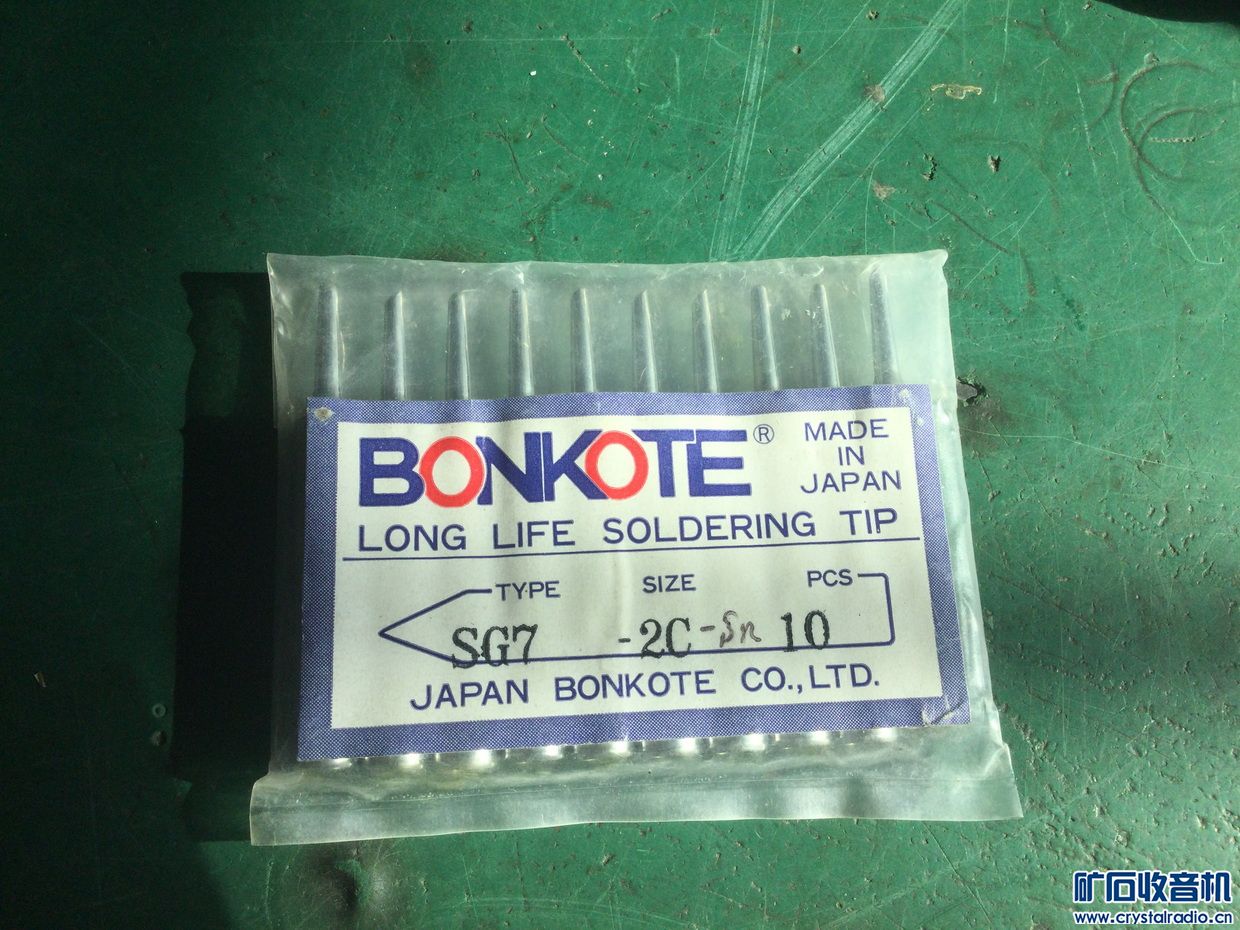 BONKOTE® MADE IN JAPAN
LONG LIFE SOLDERING TIP
TYPE SIZE PCS
SG7 -2C-Sn 10
JAPAN BONKOTE CO.,LTD.
矿石收音机
www.crystalradio.cn